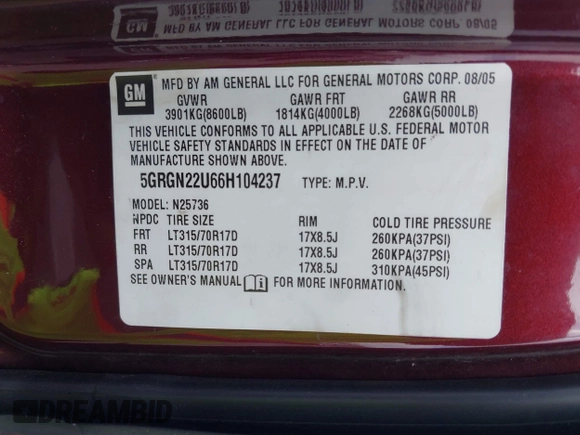 GM
MFD BY AM GENERAL LLC FOR GENERAL MOTORS CORP. 08/05
GVWR GAWR FRT GAWR RR
3901KG(8600LB) 1814KG(4000LB) 2268KG(5000LB)
THIS VEHICLE CONFORMS TO ALL APPLICABLE U.S. FEDERAL MOTOR
VEHICLE SAFETY STANDARDS IN EFFECT ON THE DATE OF
MANUFACTURE SHOWN ABOVE.
5GRGN22U66H104237 TYPE: M.P.V.
MODEL: N25736
NPDC TIRE SIZE RIM COLD TIRE PRESSURE
FRT LT315/70R17D 17X8.5J 260KPA(37PSI)
RR LT315/70R17D 17X8.5J 260KPA(37PSI)
SPA LT315/70R17D 17X8.5J 310KPA(45PSI)
SEE OWNER'S MANUAL FOR MORE INFORMATION.
DREAMBID